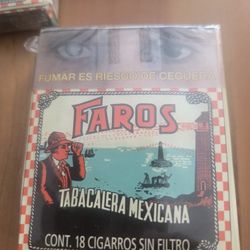 FUMAR ES RIESGO DE CEGUERA
FAROS
TABACALERA MEXICANA
CONT. 18 CIGARROS SIN FILTRO